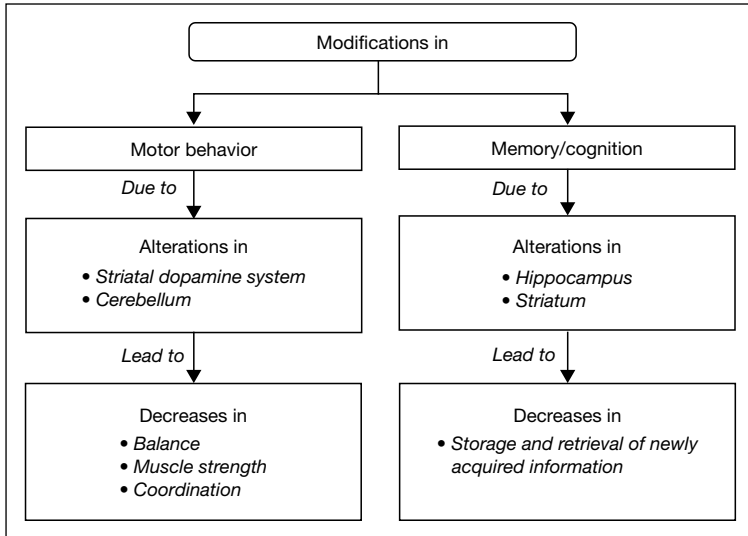 Modifications in
Motor behavior
Memory/cognition
Due to
Due to
Alterations in
• Striatal dopamine system
• Cerebellum
Alterations in
• Hippocampus
• Striatum
Lead to
Lead to
Decreases in
• Balance
• Muscle strength
• Coordination
Decreases in
• Storage and retrieval of newly
acquired information